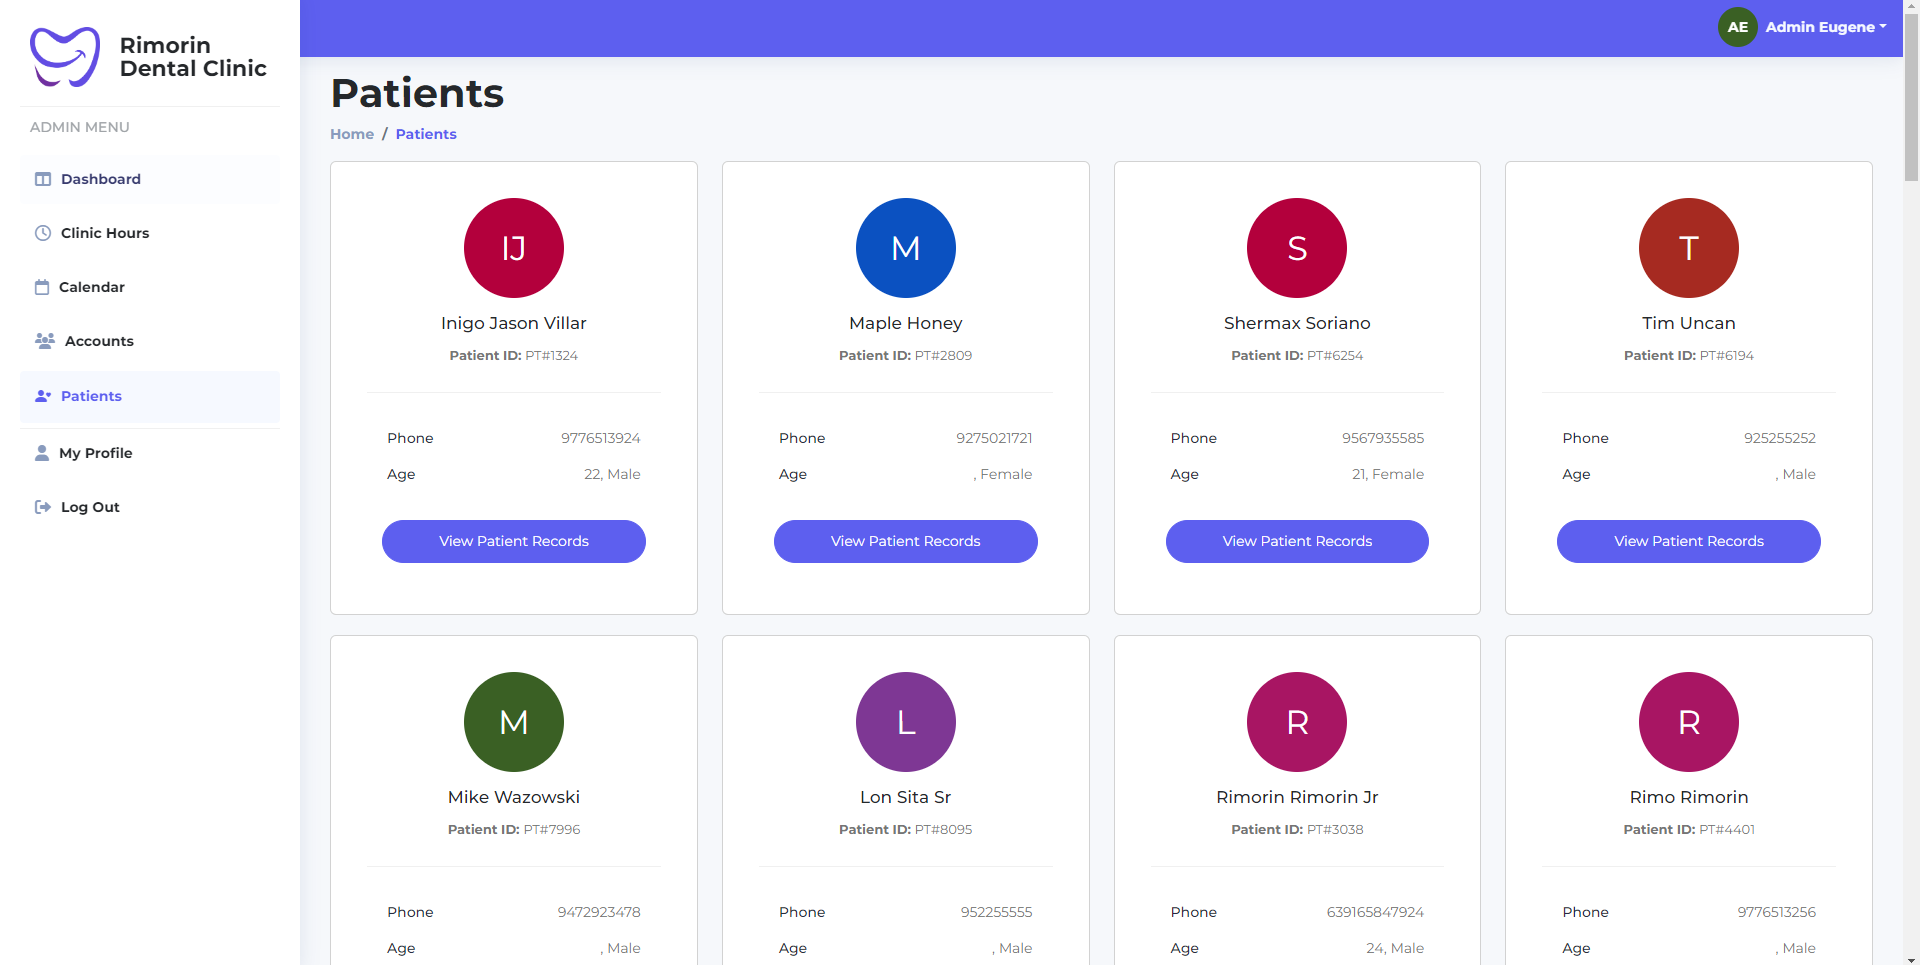 Rimorin
Dental Clinic
ADMIN MENU
Dashboard
Clinic Hours
Calendar
Accounts
Patients
My Profile
Log Out
AE Admin Eugene
Patients
Home / Patients
IJ
Inigo Jason Villar
Patient ID: PT#1324
Phone 9776513924
Age 22, Male
View Patient Records
M
Maple Honey
Patient ID: PT#2809
Phone 9275021721
Age , Female
View Patient Records
S
Shermax Soriano
Patient ID: PT#6254
Phone 9567935585
Age 21, Female
View Patient Records
T
Tim Uncan
Patient ID: PT#6194
Phone 925255252
Age , Male
View Patient Records
M
Mike Wazowski
Patient ID: PT#7996
Phone 9472923478
Age , Male
L
Lon Sita Sr
Patient ID: PT#8095
Phone 952255555
Age , Male
R
Rimorin Rimorin Jr
Patient ID: PT#3038
Phone 639165847924
Age 24, Male
R
Rimo Rimorin
Patient ID: PT#4401
Phone 9776513256
Age , Male